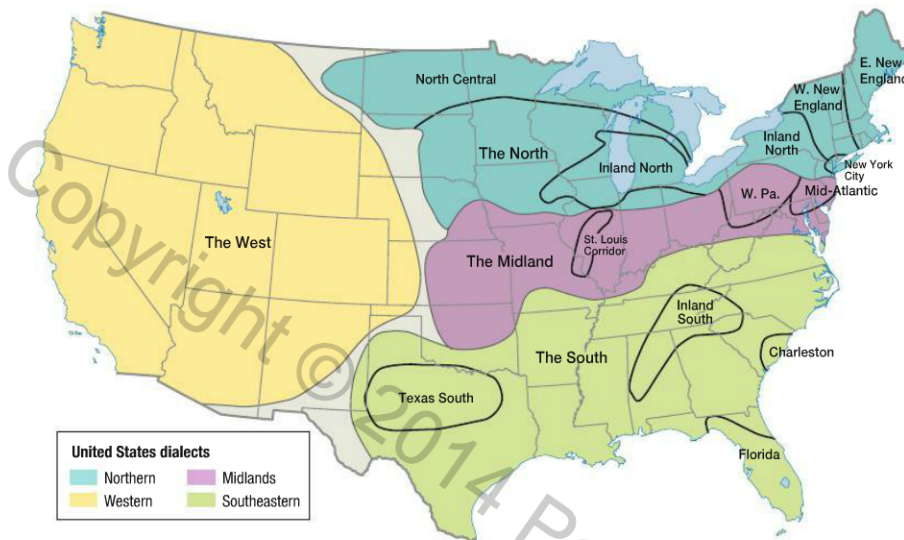 North Central
E. New
England
W. New
England
The North
Inland North
Inland
North
New York
City
W. Pa.
Mid-Atlantic
The West
St. Louis
Corridor
The Midland
Inland
South
The South
Charleston
Texas South
Florida
United States dialects
Northern
Midlands
Western
Southeastern
Copyright © 2014 P